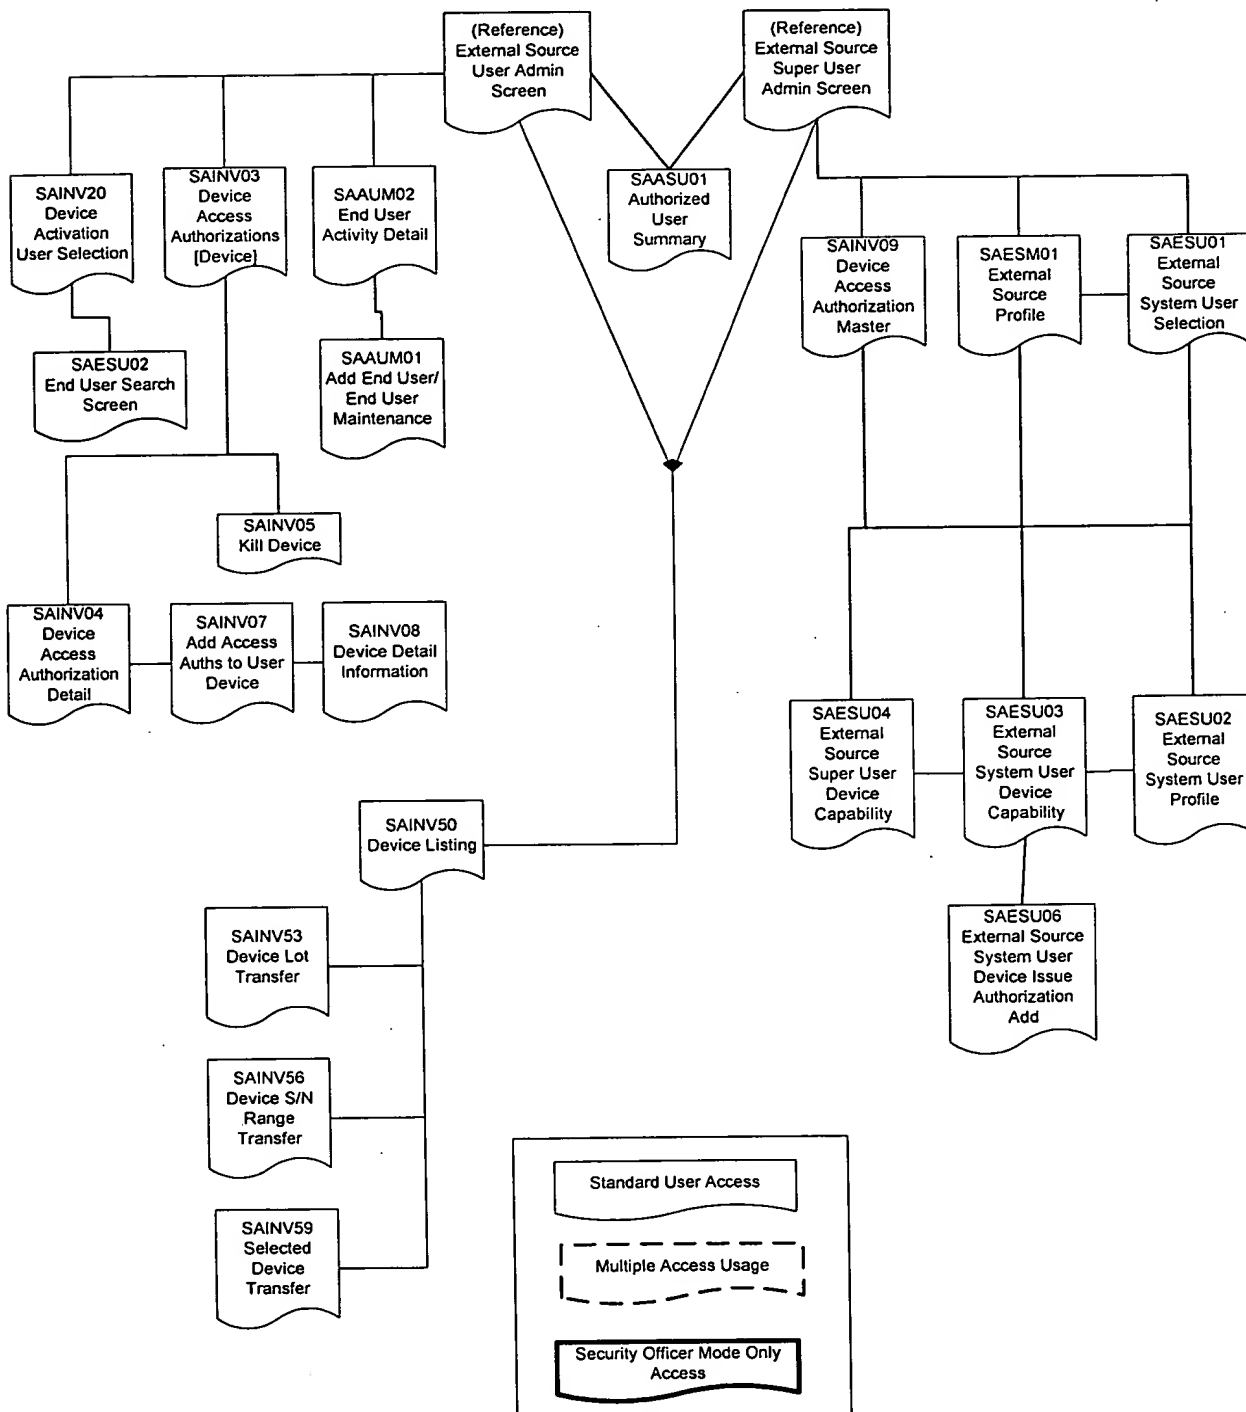 (Reference)
External Source
User Admin
Screen
(Reference)
External Source
Super User
Admin Screen
SAINV20
Device
Activation
User Selection
SAINV03
Device
Access
Authorizations
[Device]
SAAUM02
End User
Activity Detail
SAASU01
Authorized
User
Summary
SAINV09
Device
Access
Authorization
Master
SAESM01
External
Source
Profile
SAESU01
External
Source
System User
Selection
SAESU02
End User Search
Screen
SAAUM01
Add End User/
End User
Maintenance
SAINV05
Kill Device
SAINV04
Device
Access
Authorization
Detail
SAINV07
Add Access
Auths to User
Device
SAINV08
Device Detail
Information
SAESU04
External
Source
Super User
Device
Capability
SAESU03
External
Source
System User
Device
Capability
SAESU02
External
Source
System User
Profile
SAINV50
Device Listing
SAINV53
Device Lot
Transfer
SAESU06
External Source
System User
Device Issue
Authorization
Add
SAINV56
Device S/N
Range
Transfer
SAINV59
Selected
Device
Transfer
Standard User Access
Multiple Access Usage
Security Officer Mode Only
Access